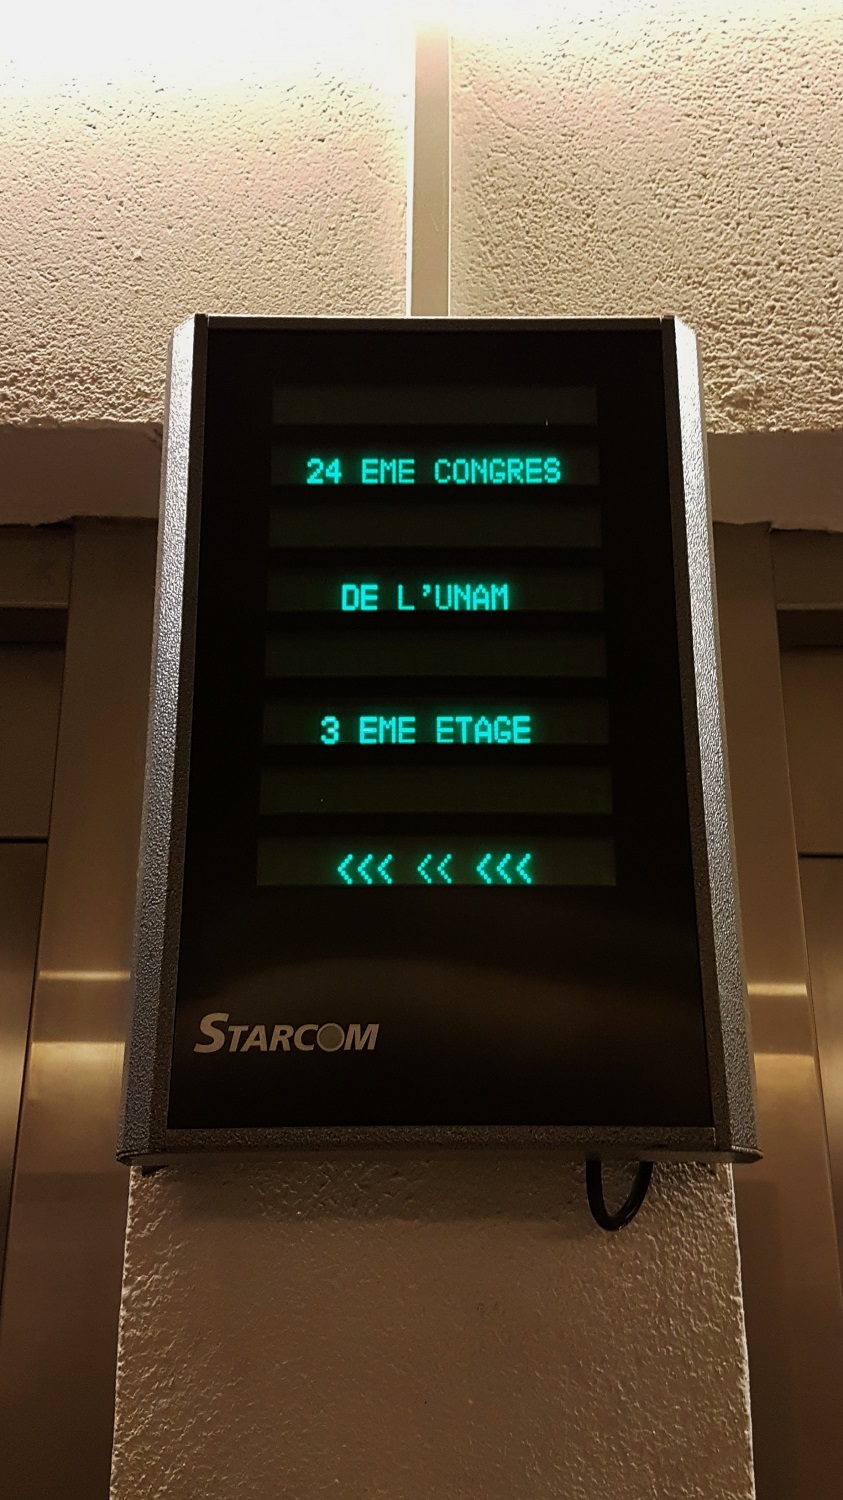 24 EME CONGRES
DE L'UNAM
3 EME ETAGE
<<< << <<<
STARCOM